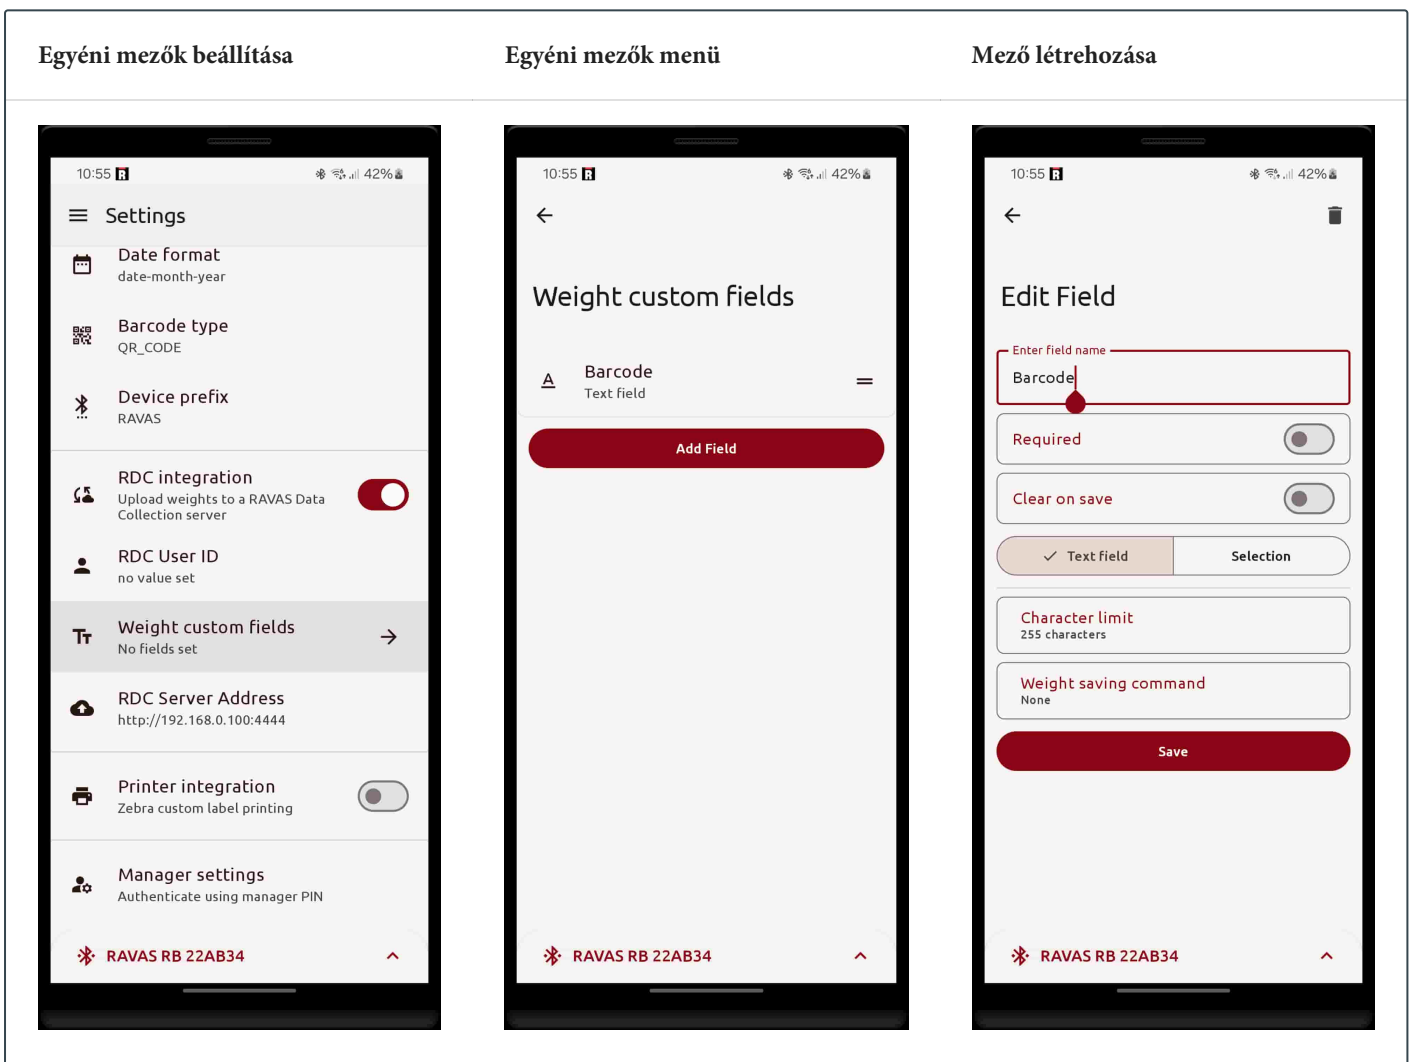 Egyéni mezők beállítása
Egyéni mezők menü
Mező létrehozása
10:55 R 42%
Settings
Date format
date-month-year
Barcode type
QR_CODE
Device prefix
RAVAS
RDC integration
Upload weights to a RAVAS Data
Collection server
RDC User ID
no value set
Tт Weight custom fields
No fields set
RDC Server Address
http://192.168.0.100:4444
Printer integration
Zebra custom label printing
Manager settings
Authenticate using manager PIN
RAVAS RB 22AB34
10:55 R 42%
Weight custom fields
A Barcode
Text field
Add Field
RAVAS RB 22AB34
10:55 R 42%
Edit Field
Enter field name
Barcode
Required
Clear on save
Text field Selection
Character limit
255 characters
Weight saving command
None
Save
RAVAS RB 22AB34